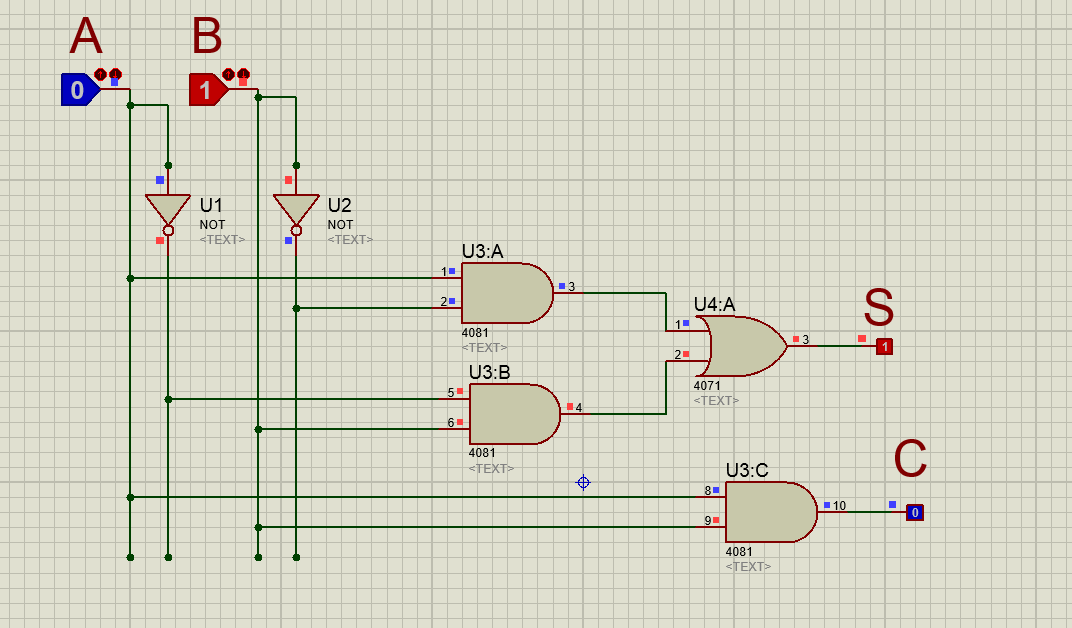 A B
0 1
U1
NOT
<TEXT>
U2
NOT
<TEXT>
U3:A
1
2
3
4081
<TEXT>
U4:A
1
2
3
4071
<TEXT>
S
1
U3:B
5
6
4
4081
<TEXT>
U3:C
8
9
10
4081
<TEXT>
C
0